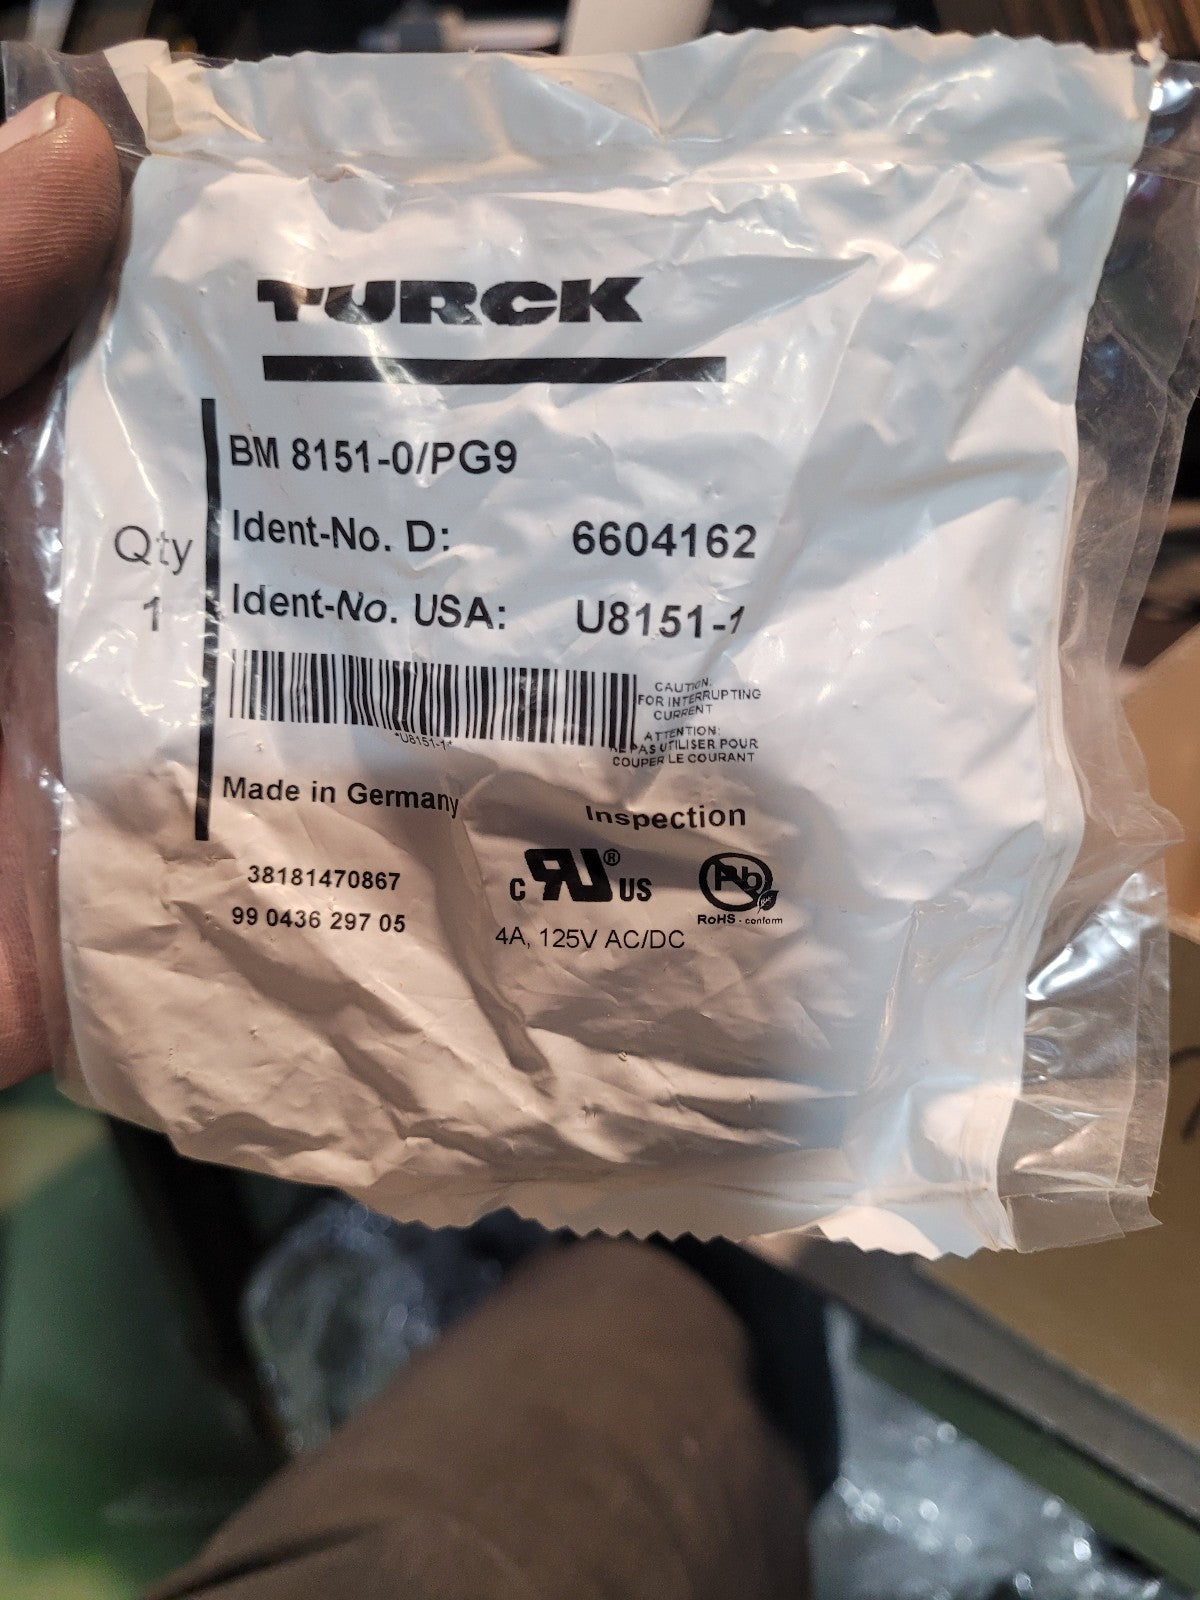 TURCK
BM 8151-0/PG9
Qty
1
Ident-No. D: 6604162
Ident-No. USA: U8151-1
*U8151-1*
CAUTION:
FOR INTERRUPTING
CURRENT
ATTENTION:
PAS UTILISER POUR
COUPER LE COURANT
Made in Germany
Inspection
38181470867
99 0436 297 05
C RU ® US
4A, 125V AC/DC
Pb
RoHS - conform